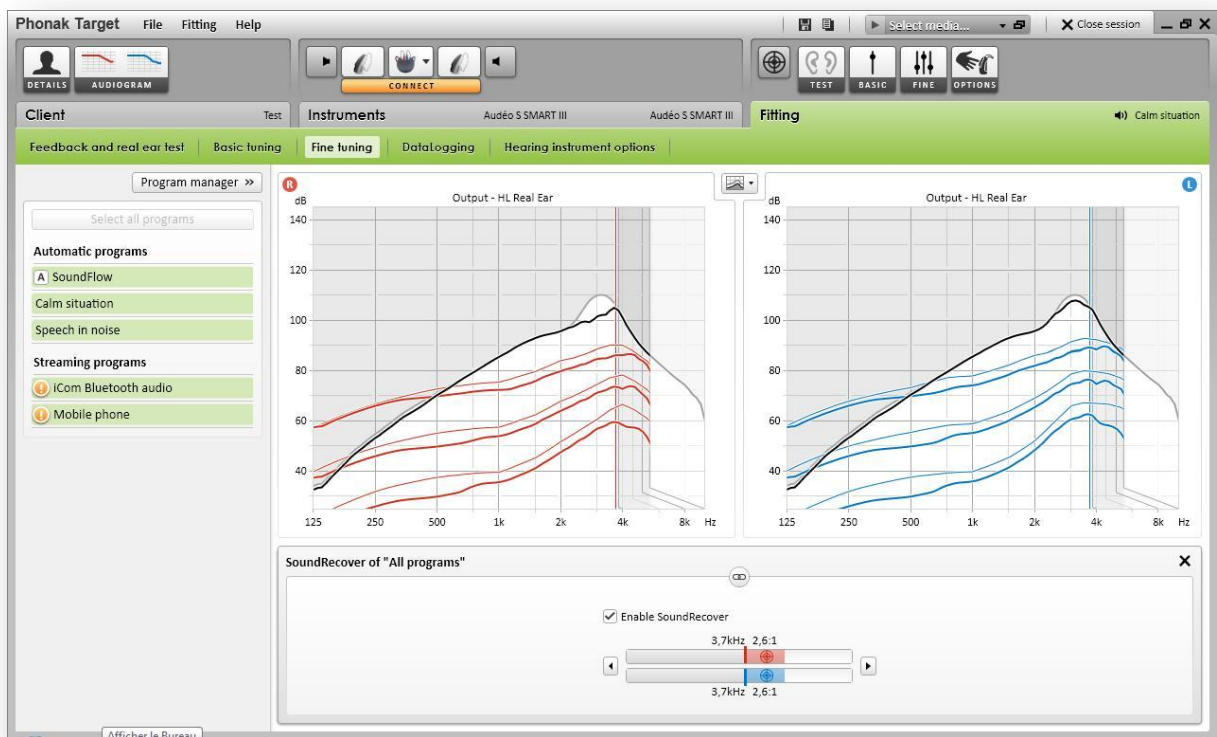 Phonak Target File Fitting Help Select media... Close session
DETAILS AUDIOGRAM CONNECT TEST BASIC FINE OPTIONS
Client Test Instruments Audéo S SMART III Audéo S SMART III Fitting Calm situation
Feedback and real ear test Basic tuning Fine tuning DataLogging Hearing instrument options
Program manager »
Select all programs
Automatic programs
A SoundFlow
Calm situation
Speech in noise
Streaming programs
iCom Bluetooth audio
Mobile phone
R
dB Output - HL Real Ear
140
120
100
80
60
40
125 250 500 1k 2k 4k 8k Hz
L
dB Output - HL Real Ear
140
120
100
80
60
40
125 250 500 1k 2k 4k 8k Hz
SoundRecover of "All programs"
Enable SoundRecover
3,7kHz 2,6:1
3,7kHz 2,6:1
Afficher le Bureau